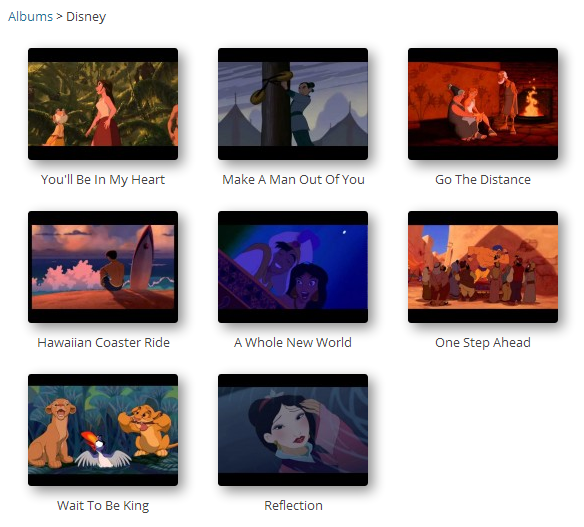 Albums > Disney
You'll Be In My Heart
Make A Man Out Of You
Go The Distance
Hawaiian Coaster Ride
A Whole New World
One Step Ahead
Wait To Be King
Reflection